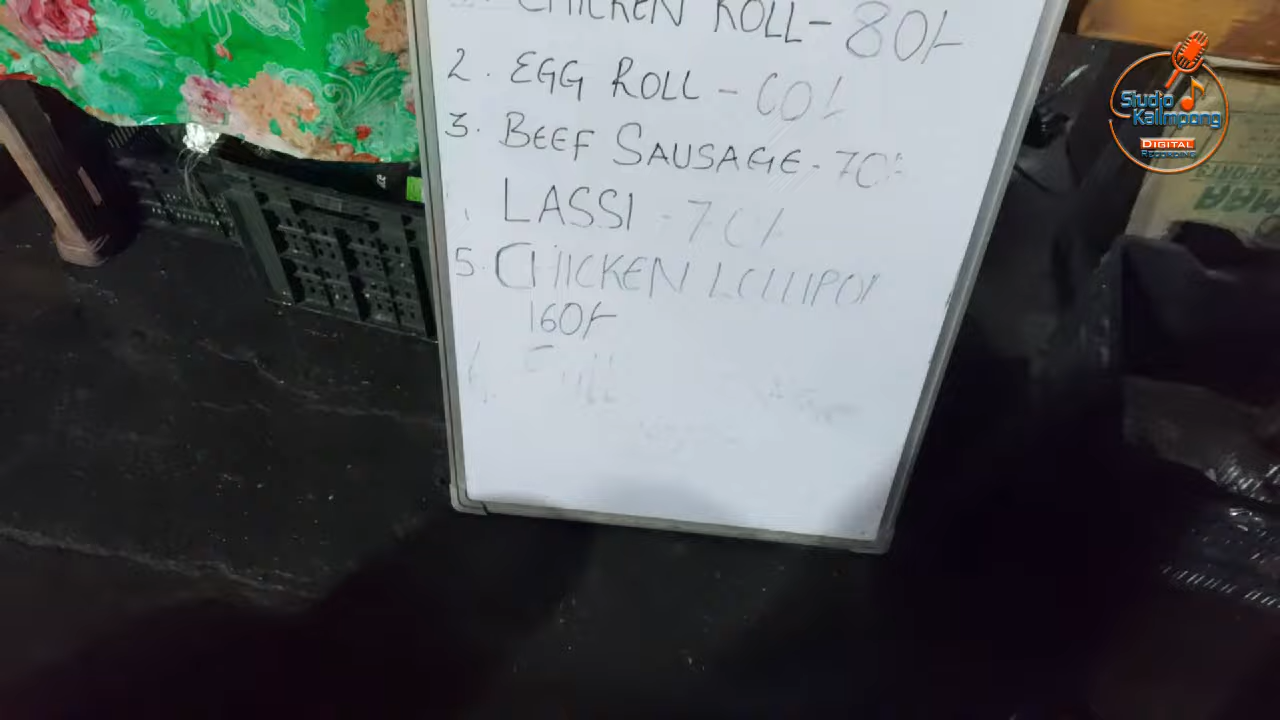 CHICKEN ROLL - 80/-
2. EGG ROLL - 60/-
3. BEEF SAUSAGE - 70/-
LASSI - 70/-
5. CHICKEN LOLLIPOP
160/-
Studio
Kalimpong
DIGITAL
RECORDING